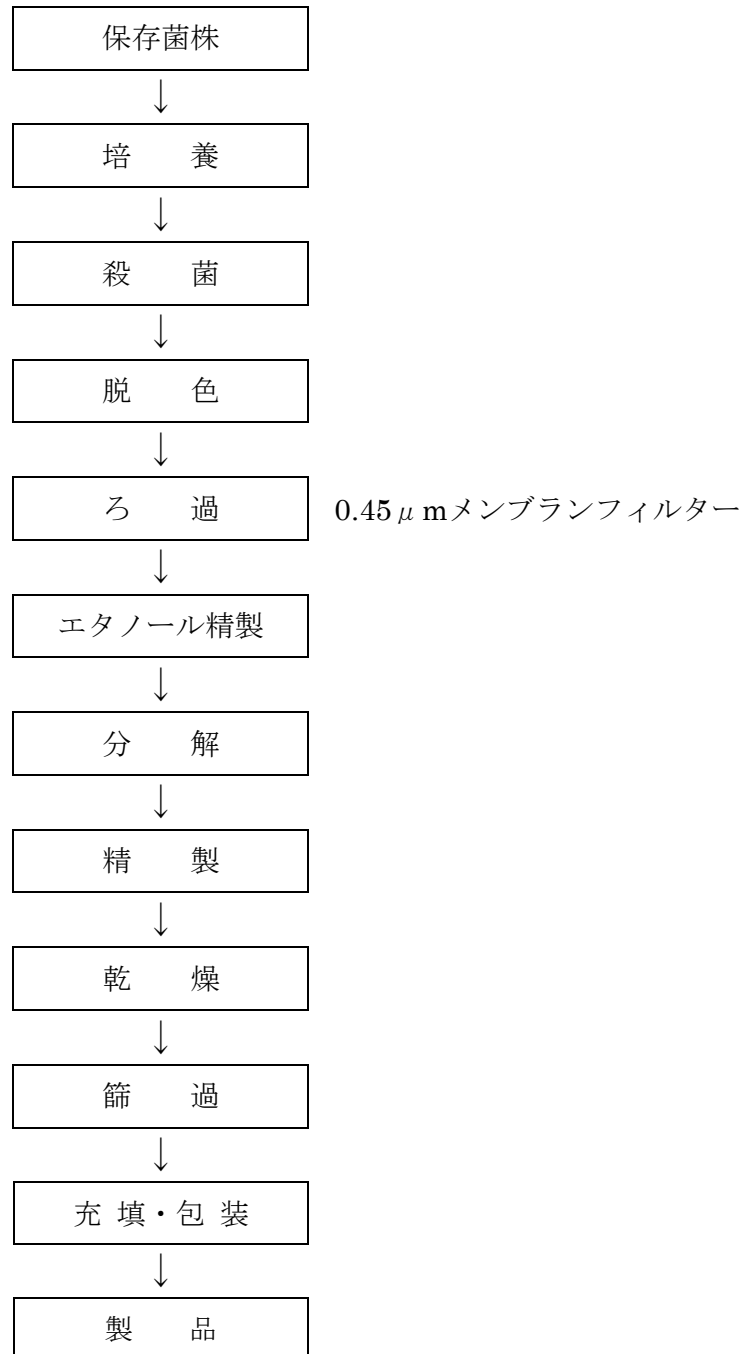 保存菌株
↓
培　　養
↓
殺　　菌
↓
脱　　色
↓
ろ　　過　0.45μmメンブランフィルター
↓
エタノール精製
↓
分　　解
↓
精　　製
↓
乾　　燥
↓
篩　　過
↓
充 填・包 装
↓
製　　品